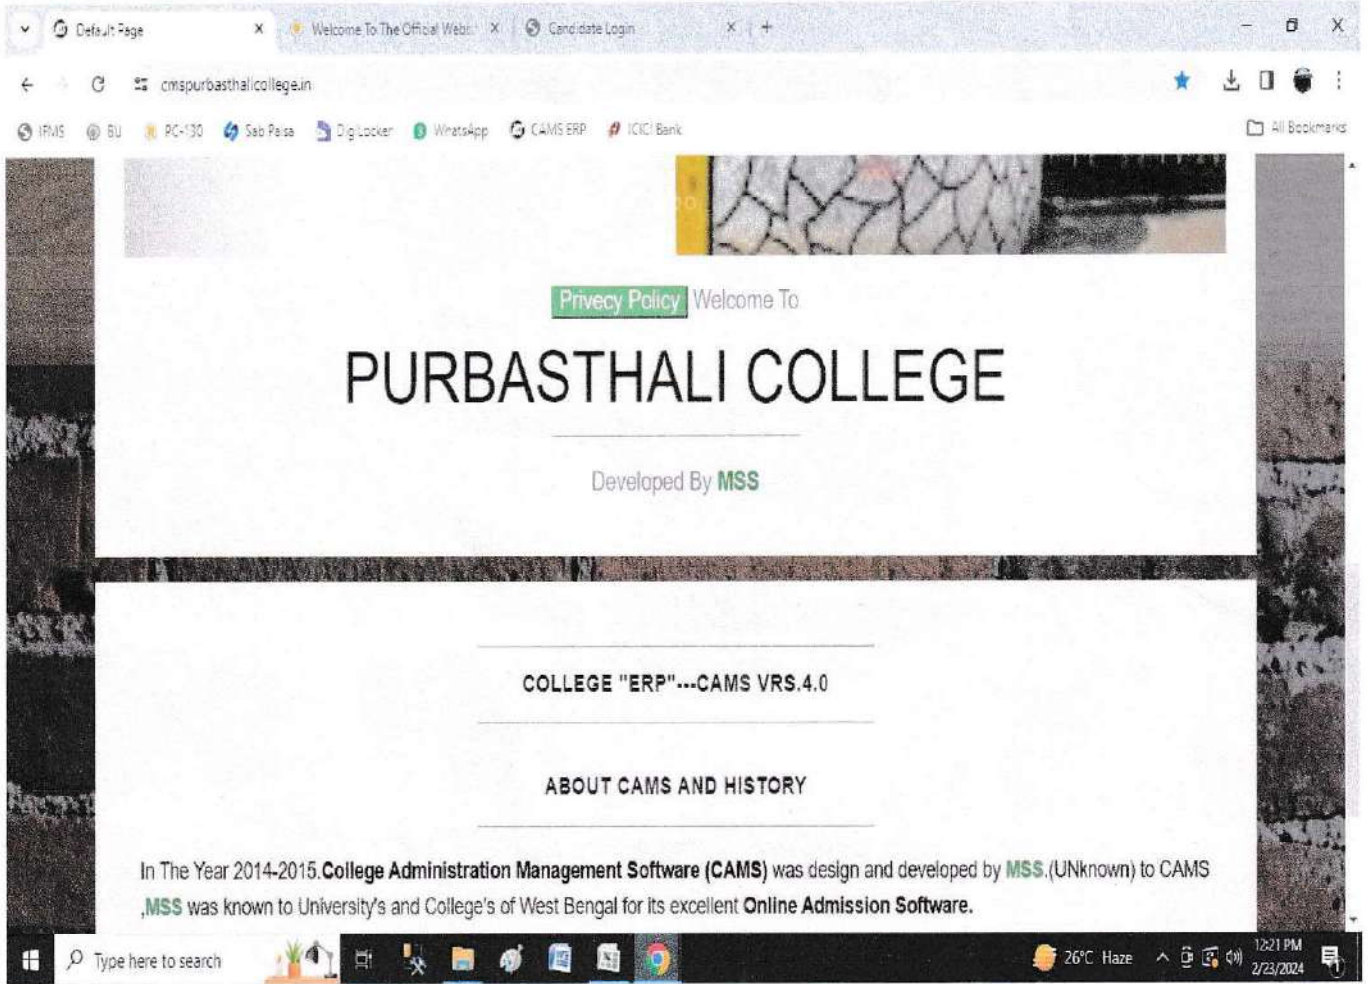 Default Page
Welcome To The Official Webs
Candidate Login
cmspurbasthalicollege.in
IFMS BU PC-130 Sab Paisa DigiLocker WhatsApp CAMS ERP ICICI Bank All Bookmarks
Privecy Policy Welcome To
PURBASTHALI COLLEGE
Developed By MSS
COLLEGE "ERP"---CAMS VRS.4.0
ABOUT CAMS AND HISTORY
In The Year 2014-2015.College Administration Management Software (CAMS) was design and developed by MSS.(UNknown) to CAMS
,MSS was known to University's and College's of West Bengal for its excellent Online Admission Software.
Type here to search
26°C Haze
12:21 PM
2/23/2024
1